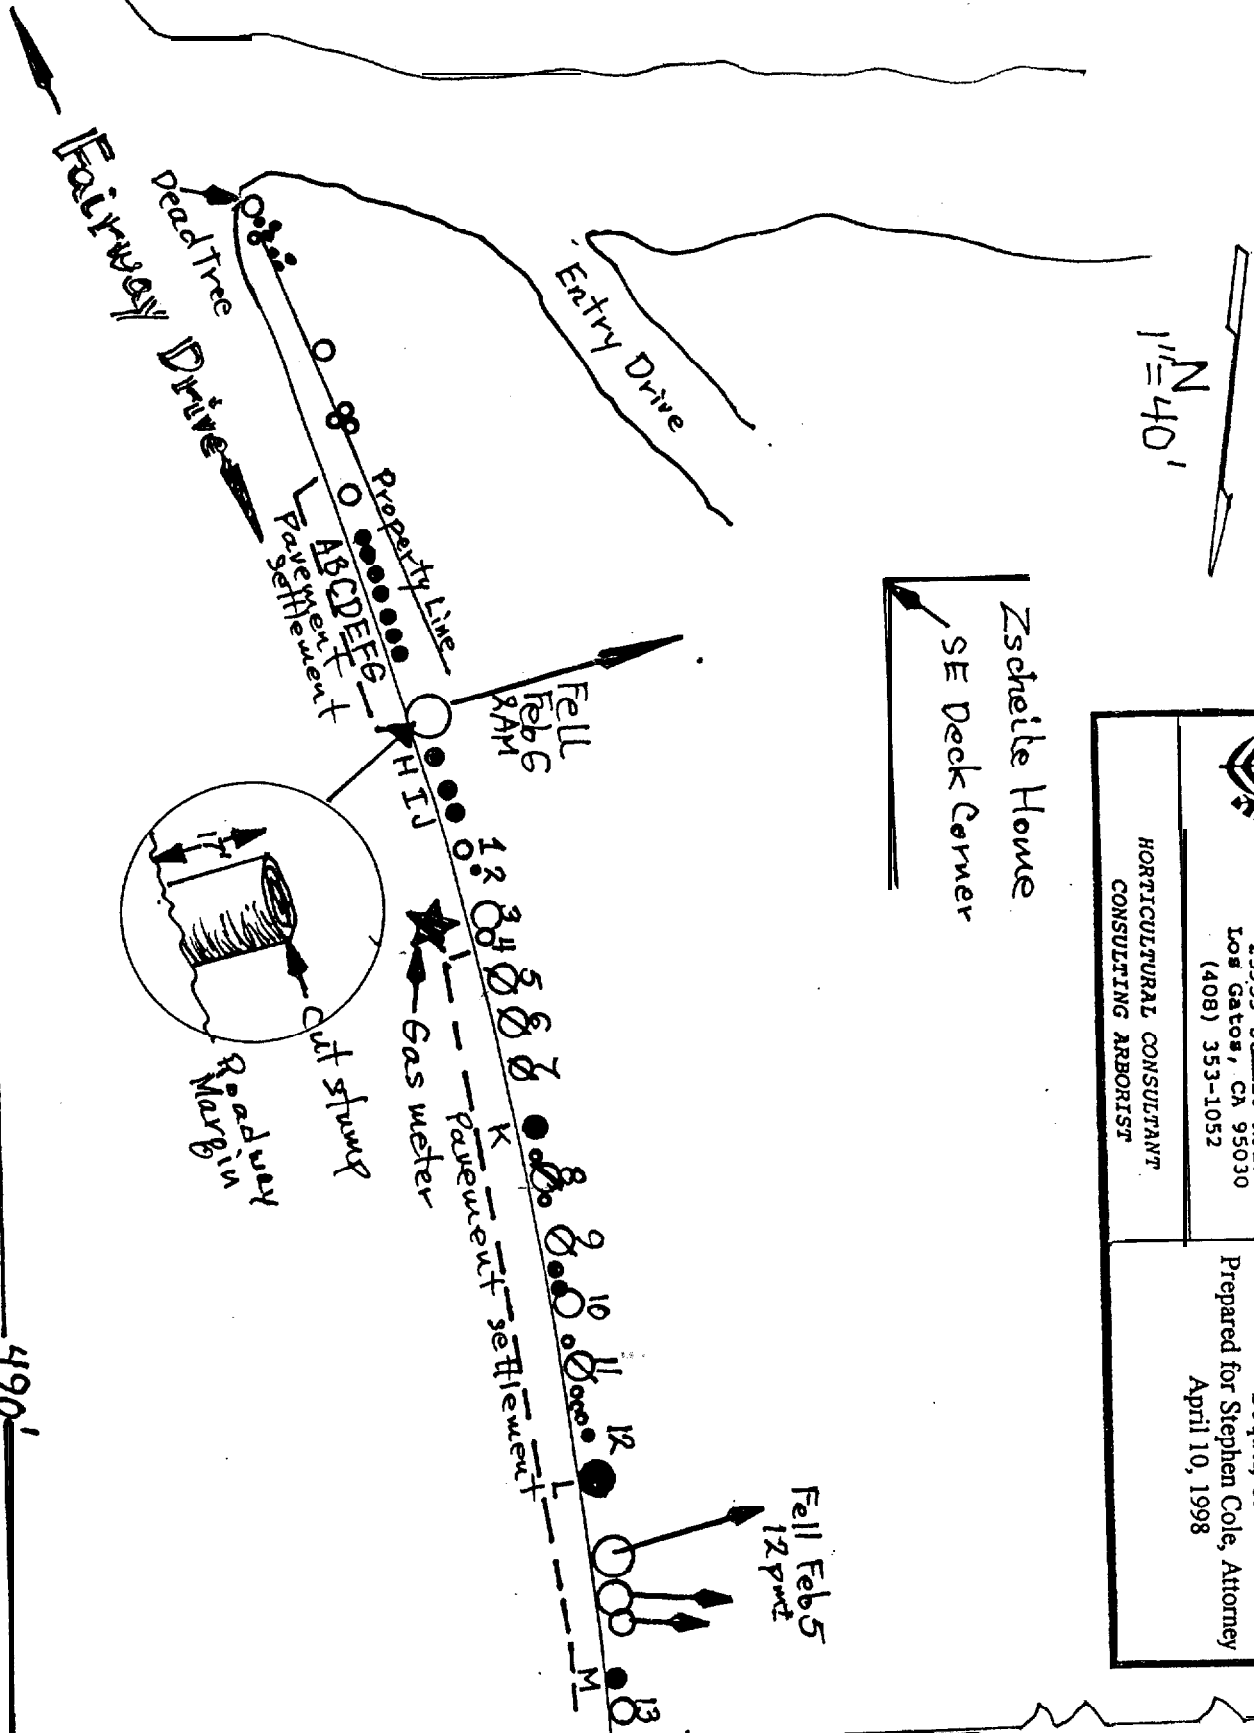 N
1"=40'
Los Gatos, CA 95030
(408) 353-1052
HORTICULTURAL CONSULTANT
CONSULTING ARBORIST
Prepared for Stephen Cole, Attorney
April 10, 1998
Zscheile Home
SE Deck Corner
Entry Drive
Dead Tree
Fairway Drive
Property Line
ABCDEFG
Pavement
settlement
Fell
Feb 6
2AM
H I J
1 2 3 4 5 6 7
K
8 9 10 11 12
L
M
13
Gas meter
Pavement settlement
Cut stump
Roadway
Margin
Fell Feb 5
12pm±
490'